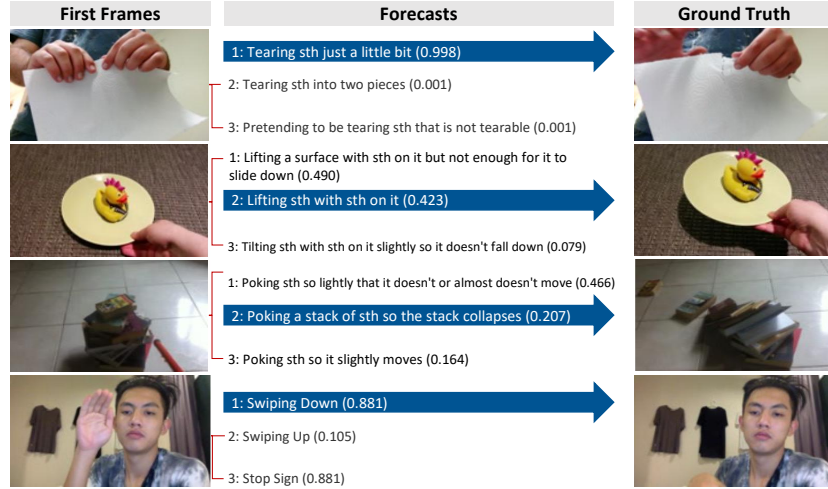 First Frames
Forecasts
Ground Truth
1: Tearing sth just a little bit (0.998)
2: Tearing sth into two pieces (0.001)
3: Pretending to be tearing sth that is not tearable (0.001)
1: Lifting a surface with sth on it but not enough for it to
slide down (0.490)
2: Lifting sth with sth on it (0.423)
3: Tilting sth with sth on it slightly so it doesn't fall down (0.079)
1: Poking sth so lightly that it doesn't or almost doesn't move (0.466)
2: Poking a stack of sth so the stack collapses (0.207)
3: Poking sth so it slightly moves (0.164)
1: Swiping Down (0.881)
2: Swiping Up (0.105)
3: Stop Sign (0.881)